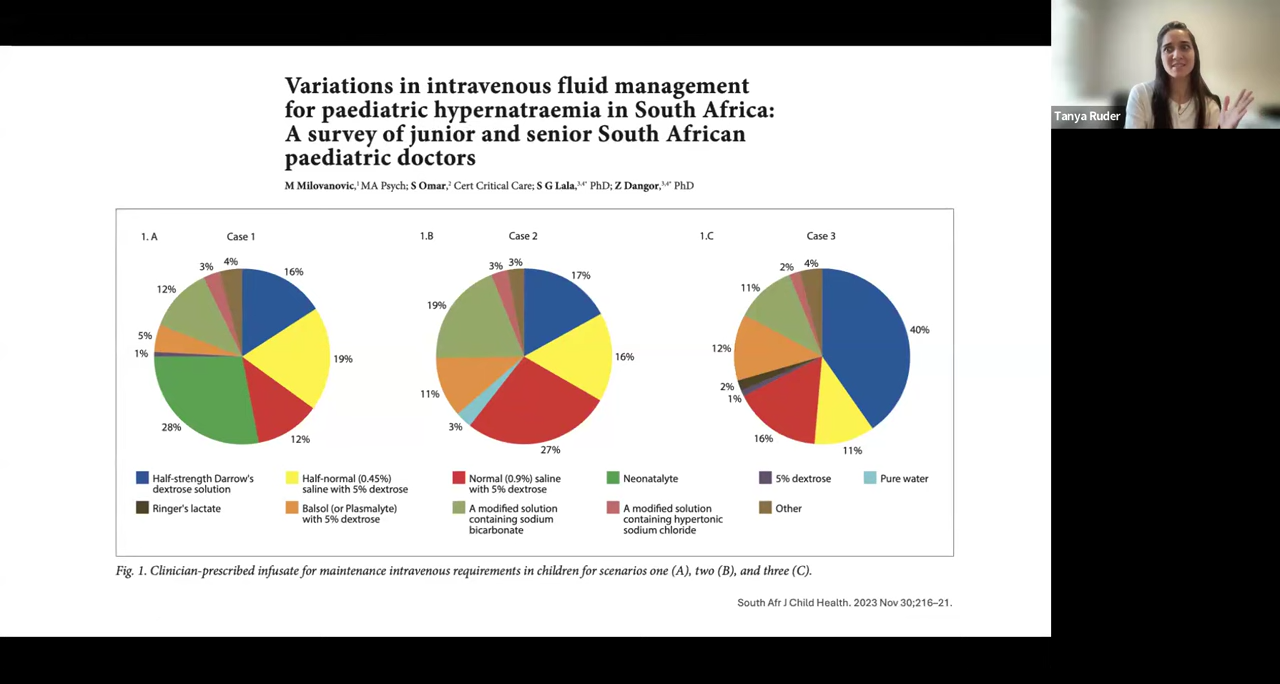 Variations in intravenous fluid management
for paediatric hypernatraemia in South Africa:
A survey of junior and senior South African
paediatric doctors
M Milovanovic,¹ MA Psych; S Omar,² Cert Critical Care; S G Lala,³,⁴* PhD; Z Dangor,³,⁴* PhD
Tanya Ruder
1. A
Case 1
16%
19%
12%
28%
1%
5%
12%
3%
4%
1.B
Case 2
17%
16%
27%
3%
11%
19%
3%
3%
1.C
Case 3
40%
11%
16%
1%
2%
12%
11%
2%
4%
Half-strength Darrow's
dextrose solution
Half-normal (0.45%)
saline with 5% dextrose
Normal (0.9%) saline
with 5% dextrose
Neonatalyte
5% dextrose
Pure water
Ringer's lactate
Balsol (or Plasmalyte)
with 5% dextrose
A modified solution
containing sodium
bicarbonate
A modified solution
containing hypertonic
sodium chloride
Other
Fig. 1. Clinician-prescribed infusate for maintenance intravenous requirements in children for scenarios one (A), two (B), and three (C).
South Afr J Child Health. 2023 Nov 30;216–21.